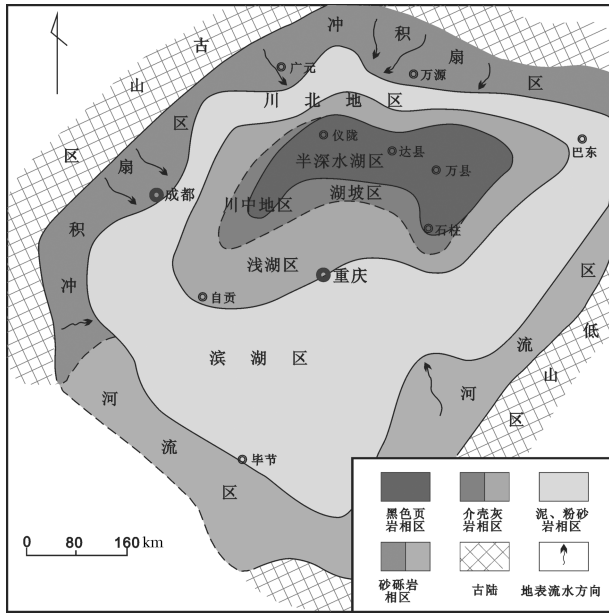 古
山
区
冲
积
扇
区
广元
万源
川北地区
区
扇
积
冲
仪陇
半深水湖区
达县
万县
巴东
成都
川中地区
湖坡区
石柱
浅湖区
重庆
自贡
滨湖区
区
流
河
低
山
区
河
流
区
毕节
0 80 160 km
黑色页岩相区
介壳灰岩相区
泥、粉砂岩相区
砂砾岩相区
古陆
地表流水方向